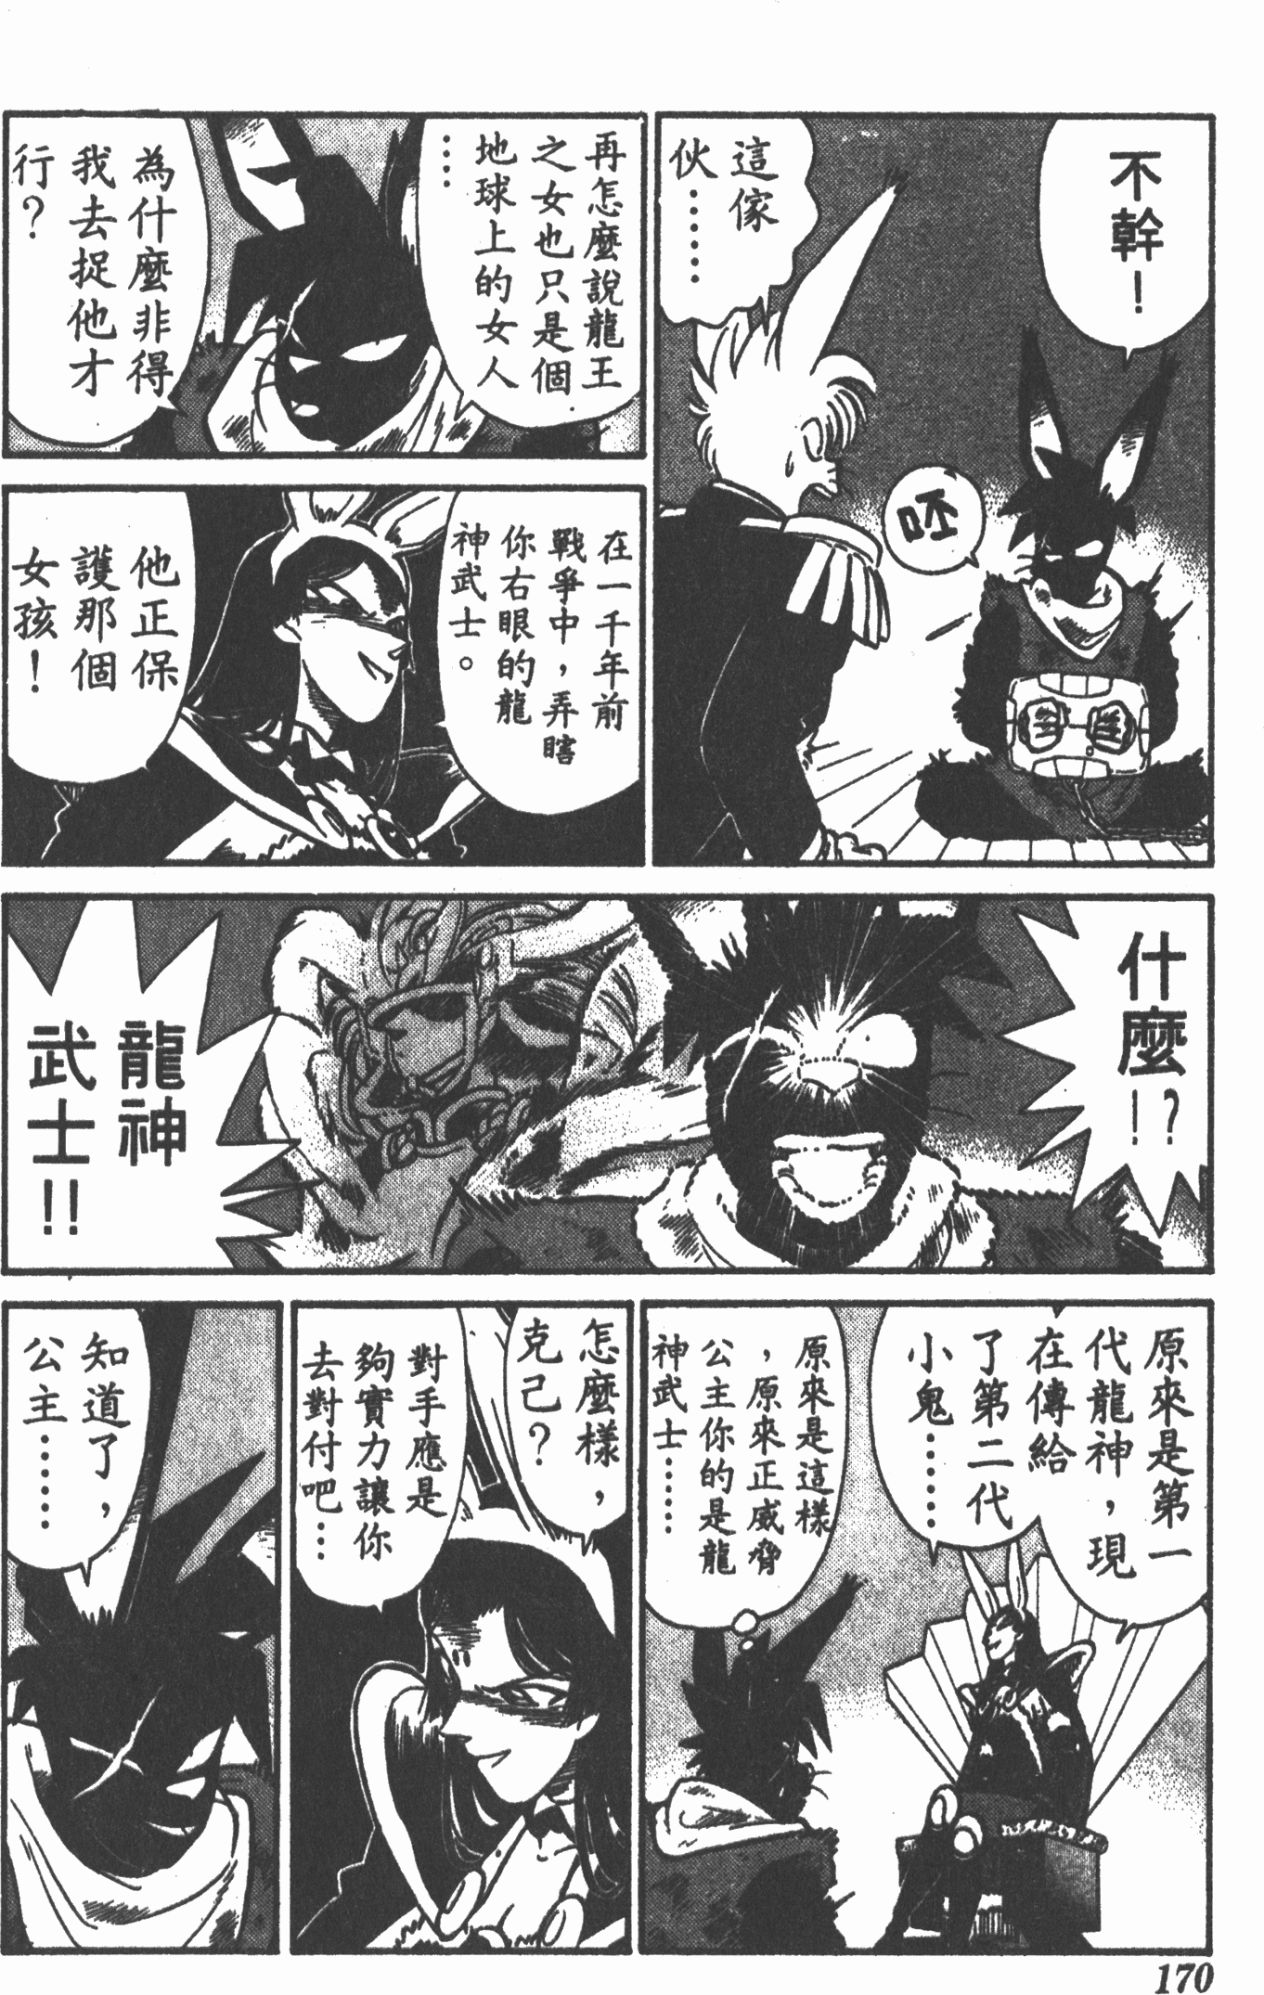 不幹！
這傢
伙……
呸
再怎麼說龍王
之女也只是個
地球上的女人
……
為什麼非得
我去捉他才
行？
在一千年前
戰爭中，弄瞎
你右眼的龍
神武士。
他正保
護那個
女孩！
什麼！？
龍神
武士!!
原來是第一
代龍神，現
在傳給
了第二代
小鬼……
原來是這樣
，原來正威脅
公主你的是龍
神武士……
怎麼樣，
克己？
對手應是
夠實力讓你
去對付吧…
知道了，
公主……
170